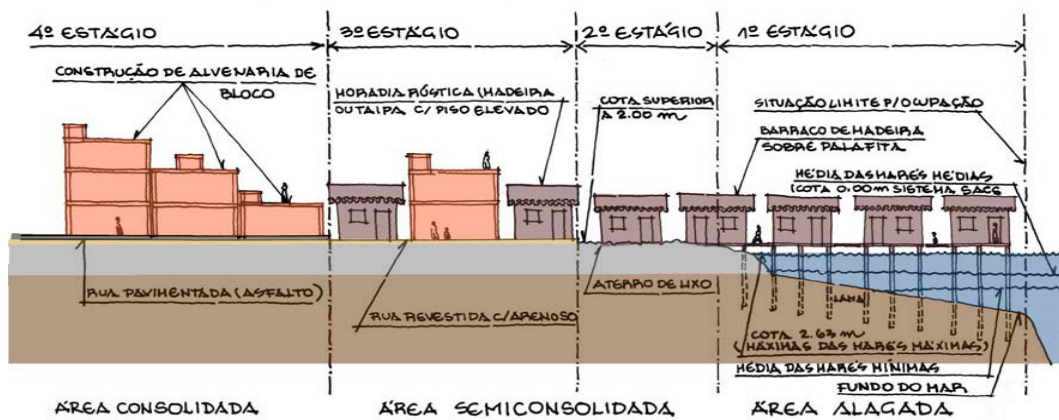 4º ESTÁGIO
3º ESTÁGIO
2º ESTÁGIO
1º ESTÁGIO
CONSTRUÇÃO DE ALVENARIA DE
BLOCO
MORADIA RÚSTICA (MADEIRA
OU TAIPA C/ PISO ELEVADO
COTA SUPERIOR
A 2.00 m
SITUAÇÃO LIMITE P/ OCUPAÇÃO
BARRACO DE MADEIRA
SOBRE PALAFITA
MÉDIA DAS MARÉS MÉDIAS
(COTA 0.00m SISTEMA SACS
RUA PAVIMENTADA (ASFALTO)
RUA REVESTIDA C/ARENOSO
ATERRO DE LIXO
LAMA
COTA 2.63 m
(MÁXIMAS DAS MARÉS MÁXIMAS)
MÉDIA DAS MARÉS MÍNIMAS
FUNDO DO MAR
ÁREA CONSOLIDADA
ÁREA SEMICONSOLIDADA
ÁREA ALAGADA